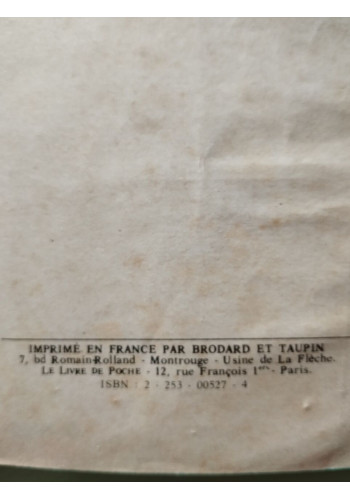 IMPRIMÉ EN FRANCE PAR BRODARD ET TAUPIN
7, bd Romain-Rolland - Montrouge - Usine de La Flèche.
LE LIVRE DE POCHE - 12, rue François 1er - Paris.
ISBN : 2 - 253 - 00527 - 4